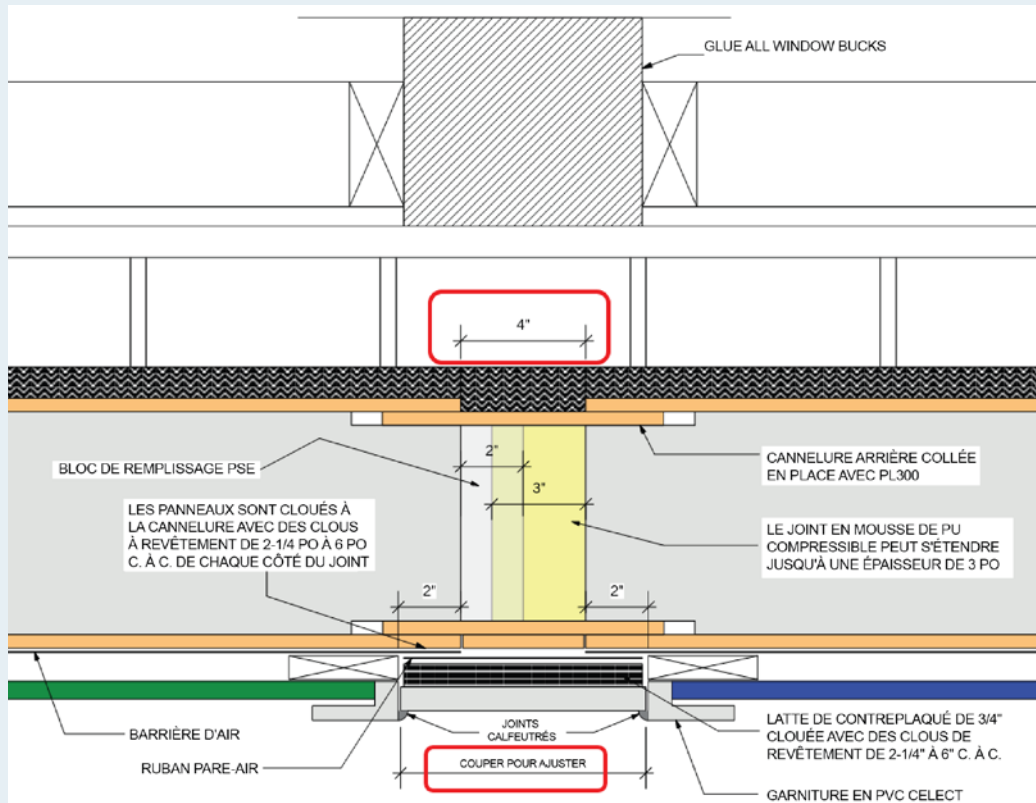 GLUE ALL WINDOW BUCKS
4"
BLOC DE REMPLISSAGE PSE
2"
3"
CANNELURE ARRIÈRE COLLÉE
EN PLACE AVEC PL300
LES PANNEAUX SONT CLOUÉS À
LA CANNELURE AVEC DES CLOUS
À REVÊTEMENT DE 2-1/4 PO À 6 PO
C. À C. DE CHAQUE CÔTÉ DU JOINT
LE JOINT EN MOUSSE DE PU
COMPRESSIBLE PEUT S'ÉTENDRE
JUSQU'À UNE ÉPAISSEUR DE 3 PO
2"
2"
BARRIÈRE D'AIR
RUBAN PARE-AIR
JOINTS
CALFEUTRÉS
COUPER POUR AJUSTER
LATTE DE CONTREPLAQUÉ DE 3/4"
CLOUÉE AVEC DES CLOUS DE
REVÊTEMENT DE 2-1/4" À 6" C. À C.
GARNITURE EN PVC CELECT